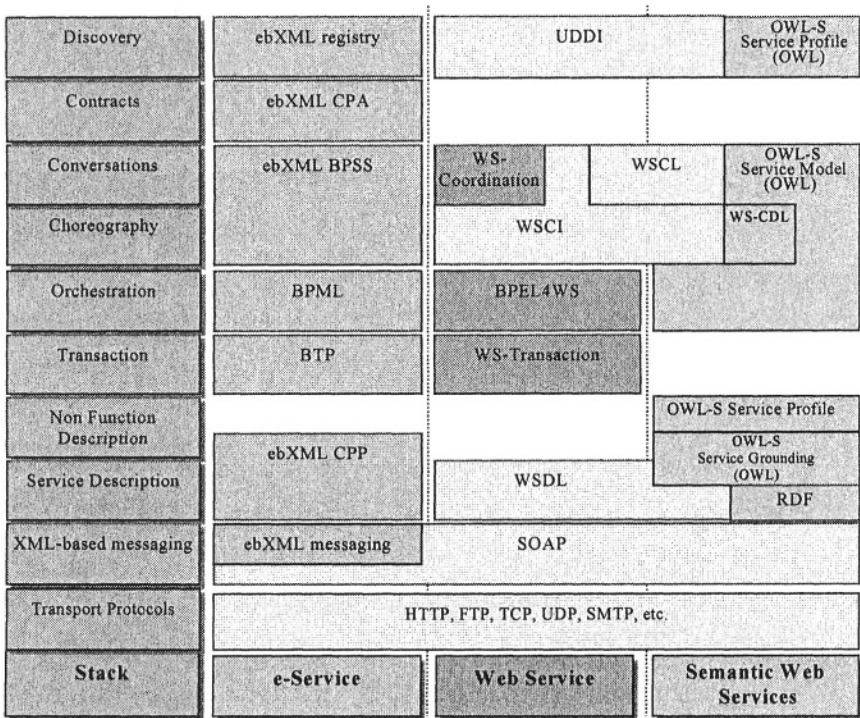 Discovery
ebXML registry
UDDI
OWL-S
Service Profile
(OWL)
Contracts
ebXML CPA
Conversations
ebXML BPSS
WS-
Coordination
WSCL
OWL-S
Service Model
(OWL)
Choreography
WSCI
WS-CDL
Orchestration
BPML
BPEL4WS
Transaction
BTP
WS-Transaction
Non Function
Description
OWL-S Service Profile
ebXML CPP
OWL-S
Service Grounding
(OWL)
Service Description
WSDL
RDF
XML-based messaging
ebXML messaging
SOAP
Transport Protocols
HTTP, FTP, TCP, UDP, SMTP, etc.
Stack
e-Service
Web Service
Semantic Web
Services